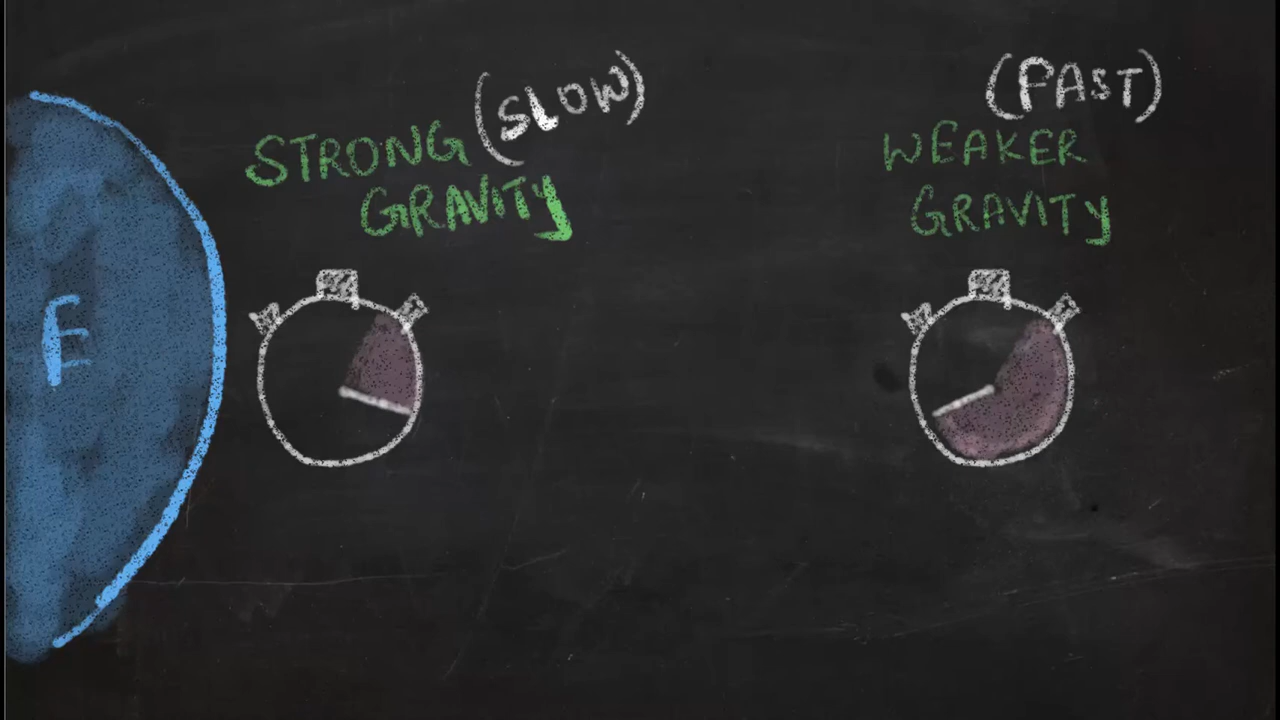 E
STRONG (SLOW)
GRAVITY
(FAST)
WEAKER
GRAVITY